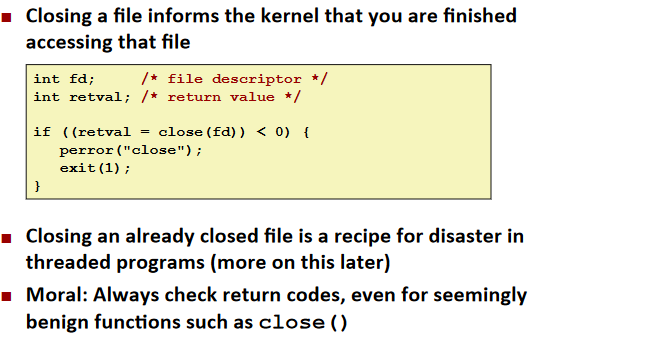 Closing a file informs the kernel that you are finished
accessing that file
int fd;     /* file descriptor */
int retval; /* return value */
if ((retval = close(fd)) < 0) {
   perror("close");
   exit(1);
}
Closing an already closed file is a recipe for disaster in
threaded programs (more on this later)
Moral: Always check return codes, even for seemingly
benign functions such as close()